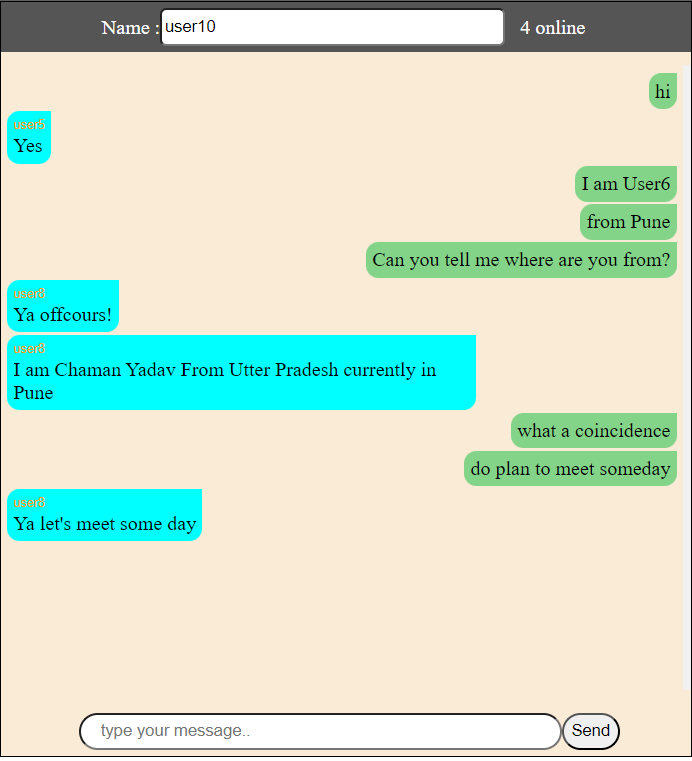 Name : user10 4 online
hi
user5
Yes
I am User6
from Pune
Can you tell me where are you from?
user8
Ya offcours!
user8
I am Chaman Yadav From Utter Pradesh currently in
Pune
what a coincidence
do plan to meet someday
user8
Ya let's meet some day
type your message.. Send